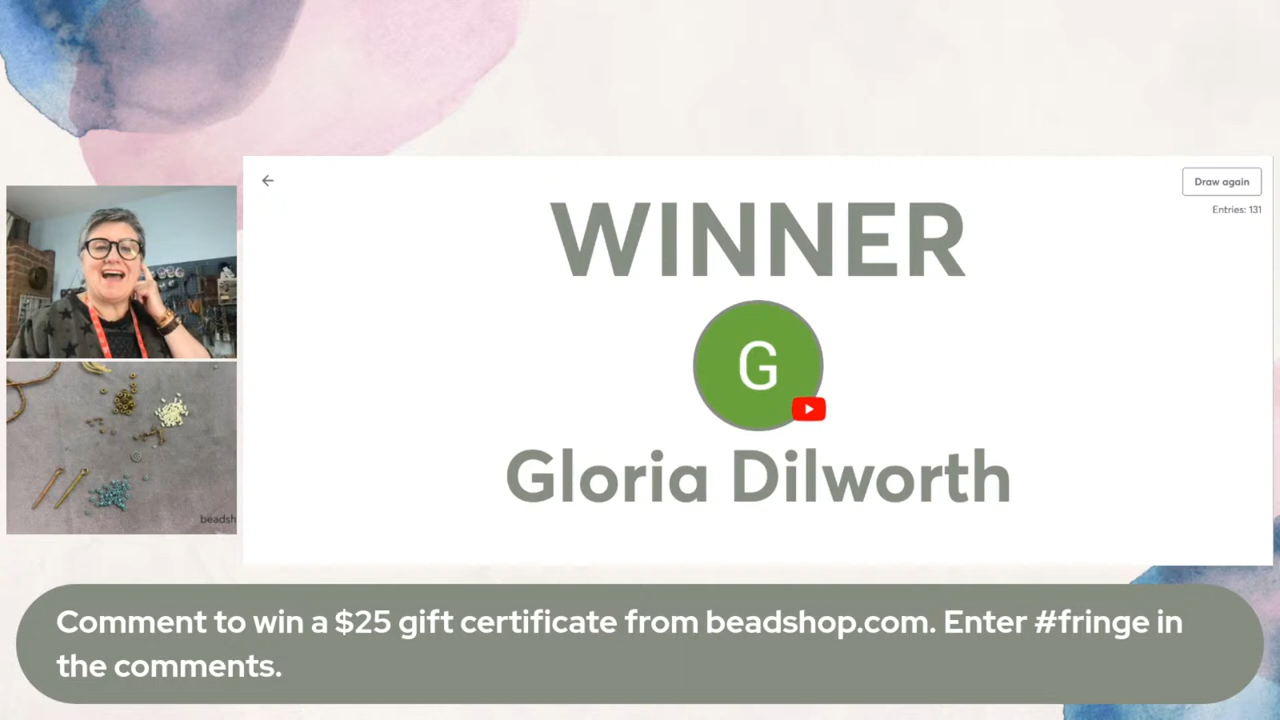 Draw again
Entries: 131
WINNER
G
Gloria Dilworth
beadsh
Comment to win a $25 gift certificate from beadshop.com. Enter #fringe in
the comments.